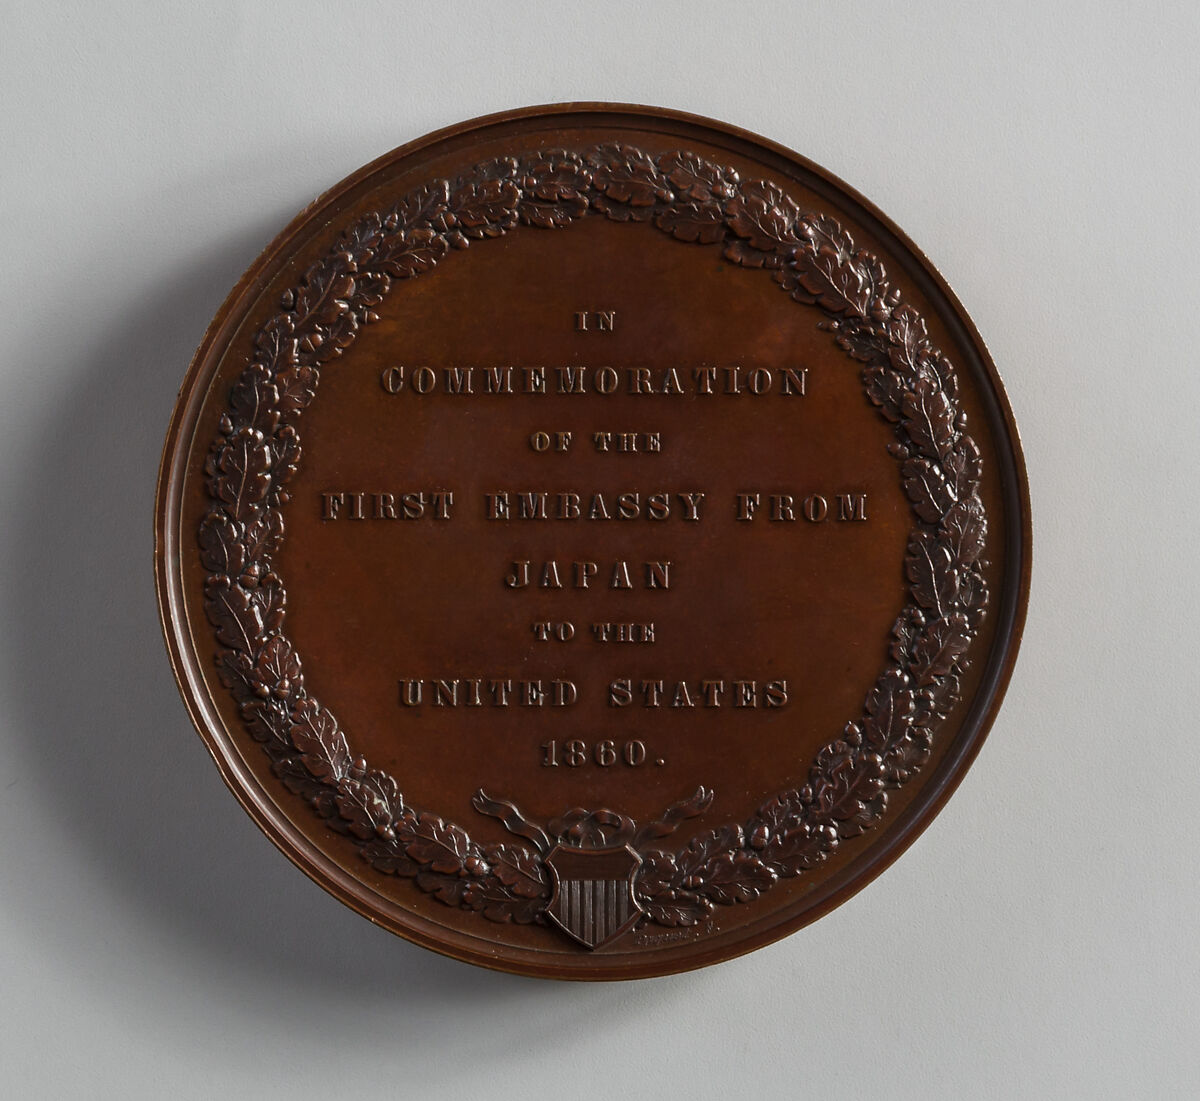 IN
COMMEMORATION
OF THE
FIRST EMBASSY FROM
JAPAN
TO THE
UNITED STATES
1860.